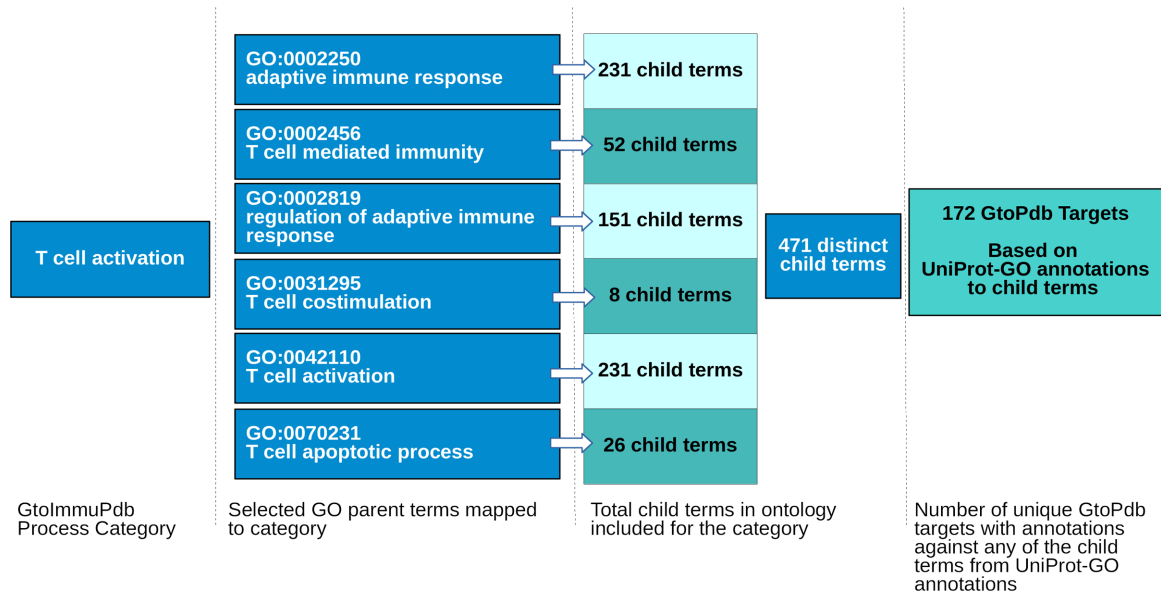 GO:0002250
adaptive immune response
231 child terms
GO:0002456
T cell mediated immunity
52 child terms
GO:0002819
regulation of adaptive immune
response
151 child terms
T cell activation
GO:0031295
T cell costimulation
8 child terms
GO:0042110
T cell activation
231 child terms
GO:0070231
T cell apoptotic process
26 child terms
471 distinct
child terms
172 GtoPdb Targets
Based on
UniProt-GO annotations
to child terms
GtoImmuPdb
Process Category
Selected GO parent terms mapped
to category
Total child terms in ontology
included for the category
Number of unique GtoPdb
targets with annotations
against any of the child
terms from UniProt-GO
annotations